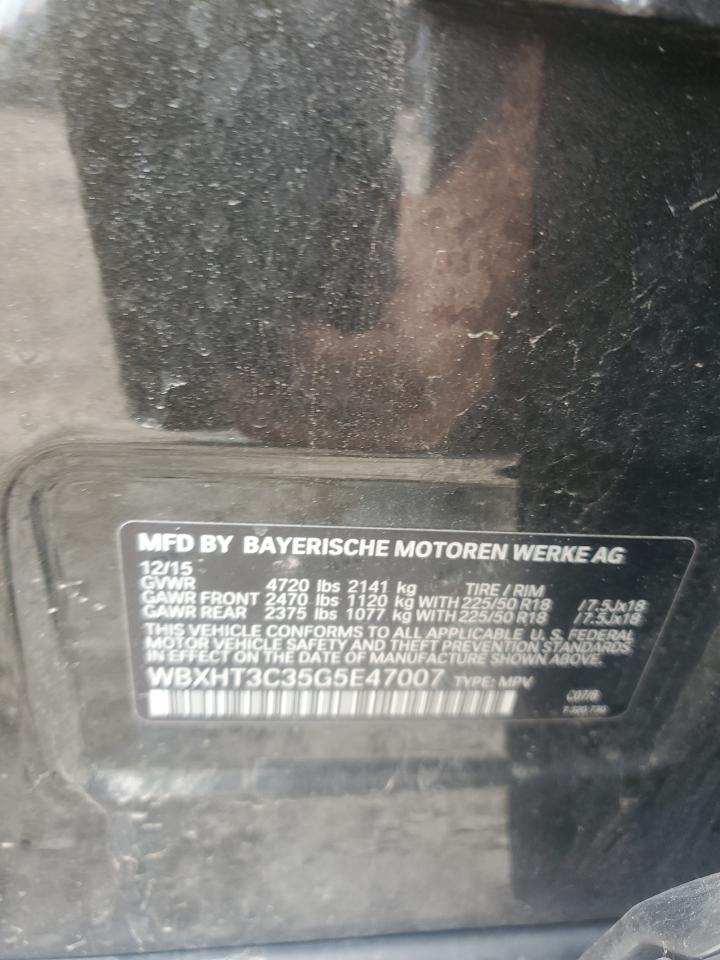 MFD BY BAYERISCHE MOTOREN WERKE AG
12/15
GVWR 4720 lbs 2141 kg TIRE / RIM
GAWR FRONT 2470 lbs 1120 kg WITH 225/50 R18 /7.5Jx18
GAWR REAR 2375 lbs 1077 kg WITH 225/50 R18 /7.5Jx18
THIS VEHICLE CONFORMS TO ALL APPLICABLE U. S. FEDERAL
MOTOR VEHICLE SAFETY AND THEFT PREVENTION STANDARDS
IN EFFECT ON THE DATE OF MANUFACTURE SHOWN ABOVE.
WBXHT3C35G5E47007 TYPE: MPV